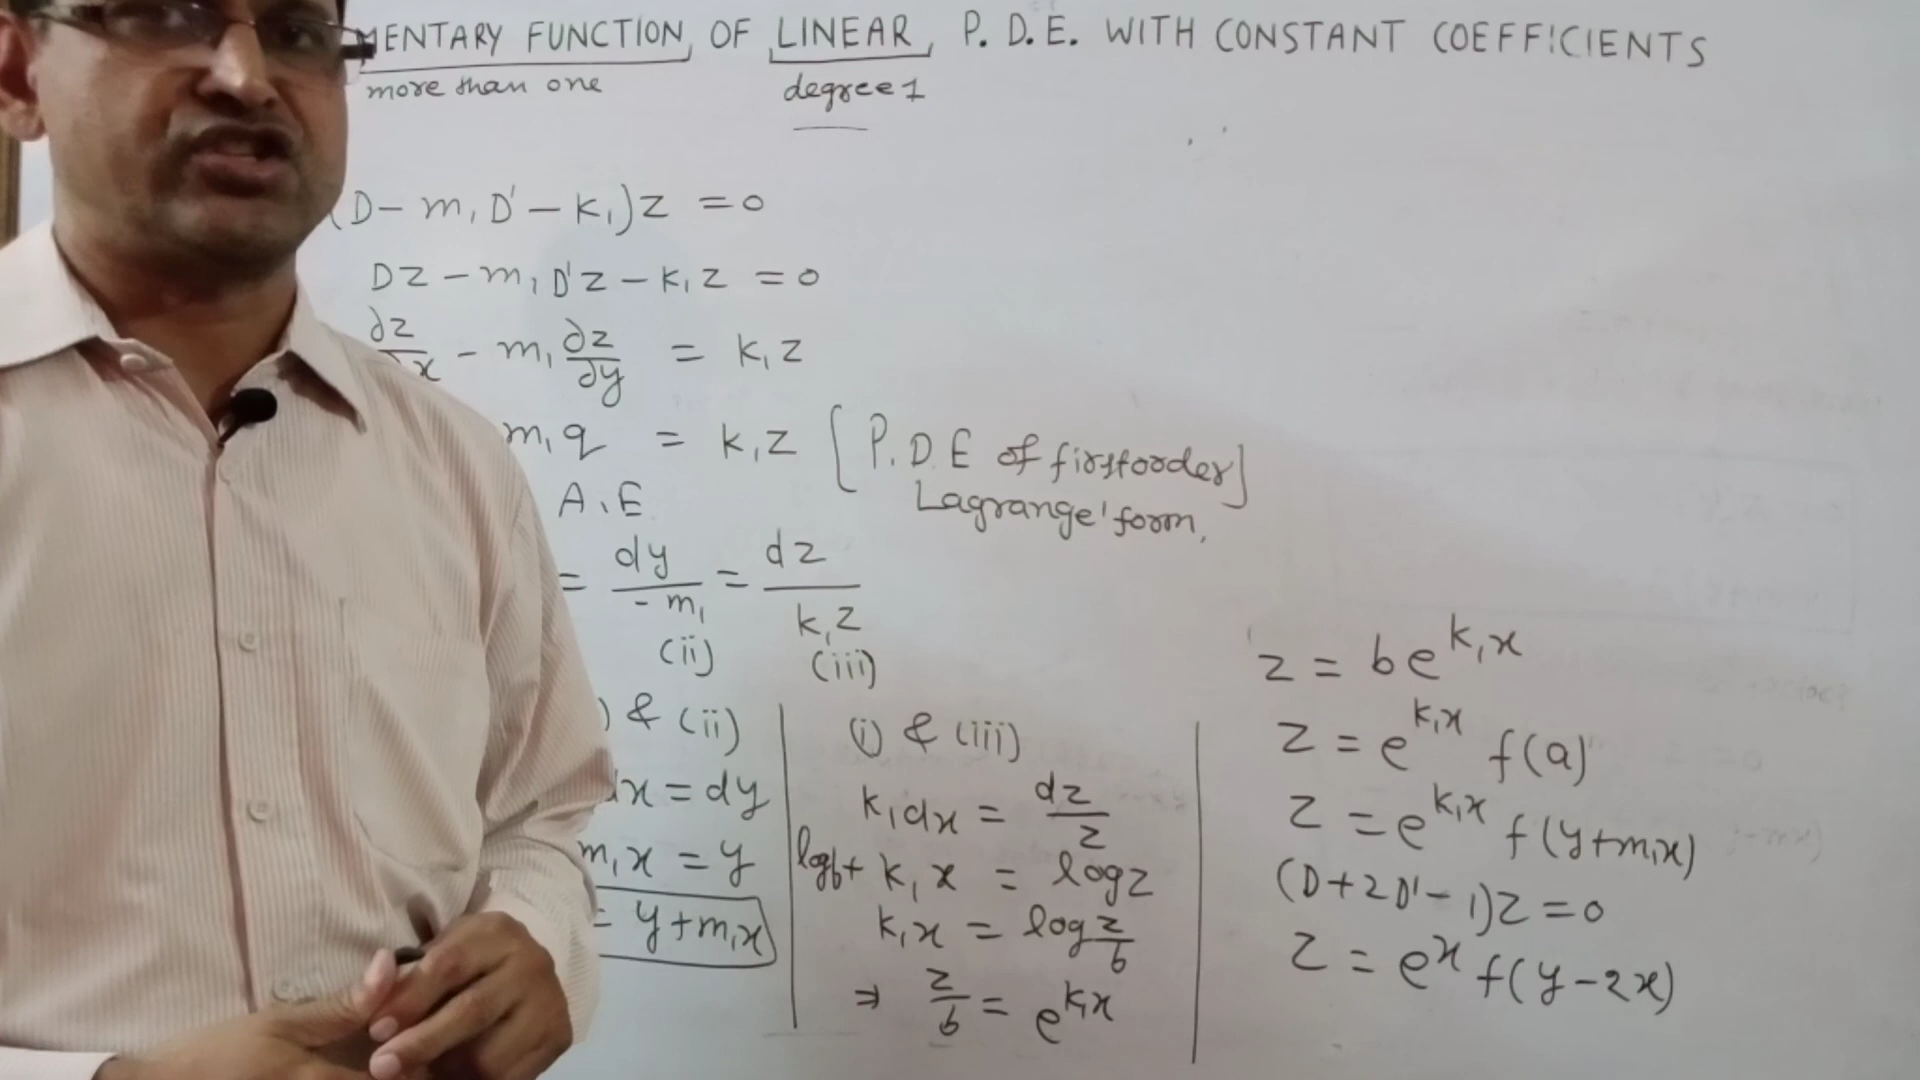 MENTARY FUNCTION, OF LINEAR, P. D. E. WITH CONSTANT COEFFICIENTS
more than one degree 1
(D - m₁D' - k₁)z = 0
Dz - m₁D'z - k₁z = 0
∂z/∂x - m₁ ∂z/∂y = k₁z
m₁q = k₁z [P.D.E of first order]
Lagrange' form,
A.E
= dy/-m₁ = dz/k₁z
(ii) (iii)
) & (ii)
dx = dy
m₁x = y
= y+m₁x
(i) & (iii)
k₁dx = dz/z
logb + k₁x = logz
k₁x = log z/b
⇒ z/b = e^{k₁x}
z = be^{k₁x}
z = e^{k₁x} f(a)
z = e^{k₁x} f(y+m₁x)
(D+2D'-1)z = 0
z = e^x f(y-2x)